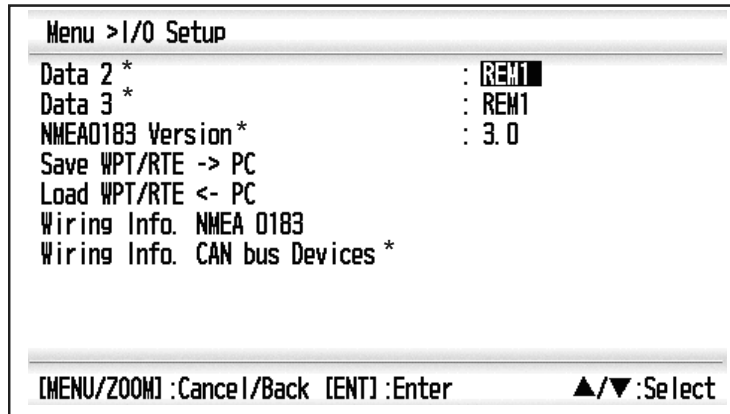 Menu >I/O Setup
Data 2* : REM1
Data 3* : REM1
NMEA0183 Version* : 3.0
Save WPT/RTE -> PC
Load WPT/RTE <- PC
Wiring Info. NMEA 0183
Wiring Info. CAN bus Devices*
[MENU/ZOOM]:Cancel/Back [ENT]:Enter ▲/▼:Select